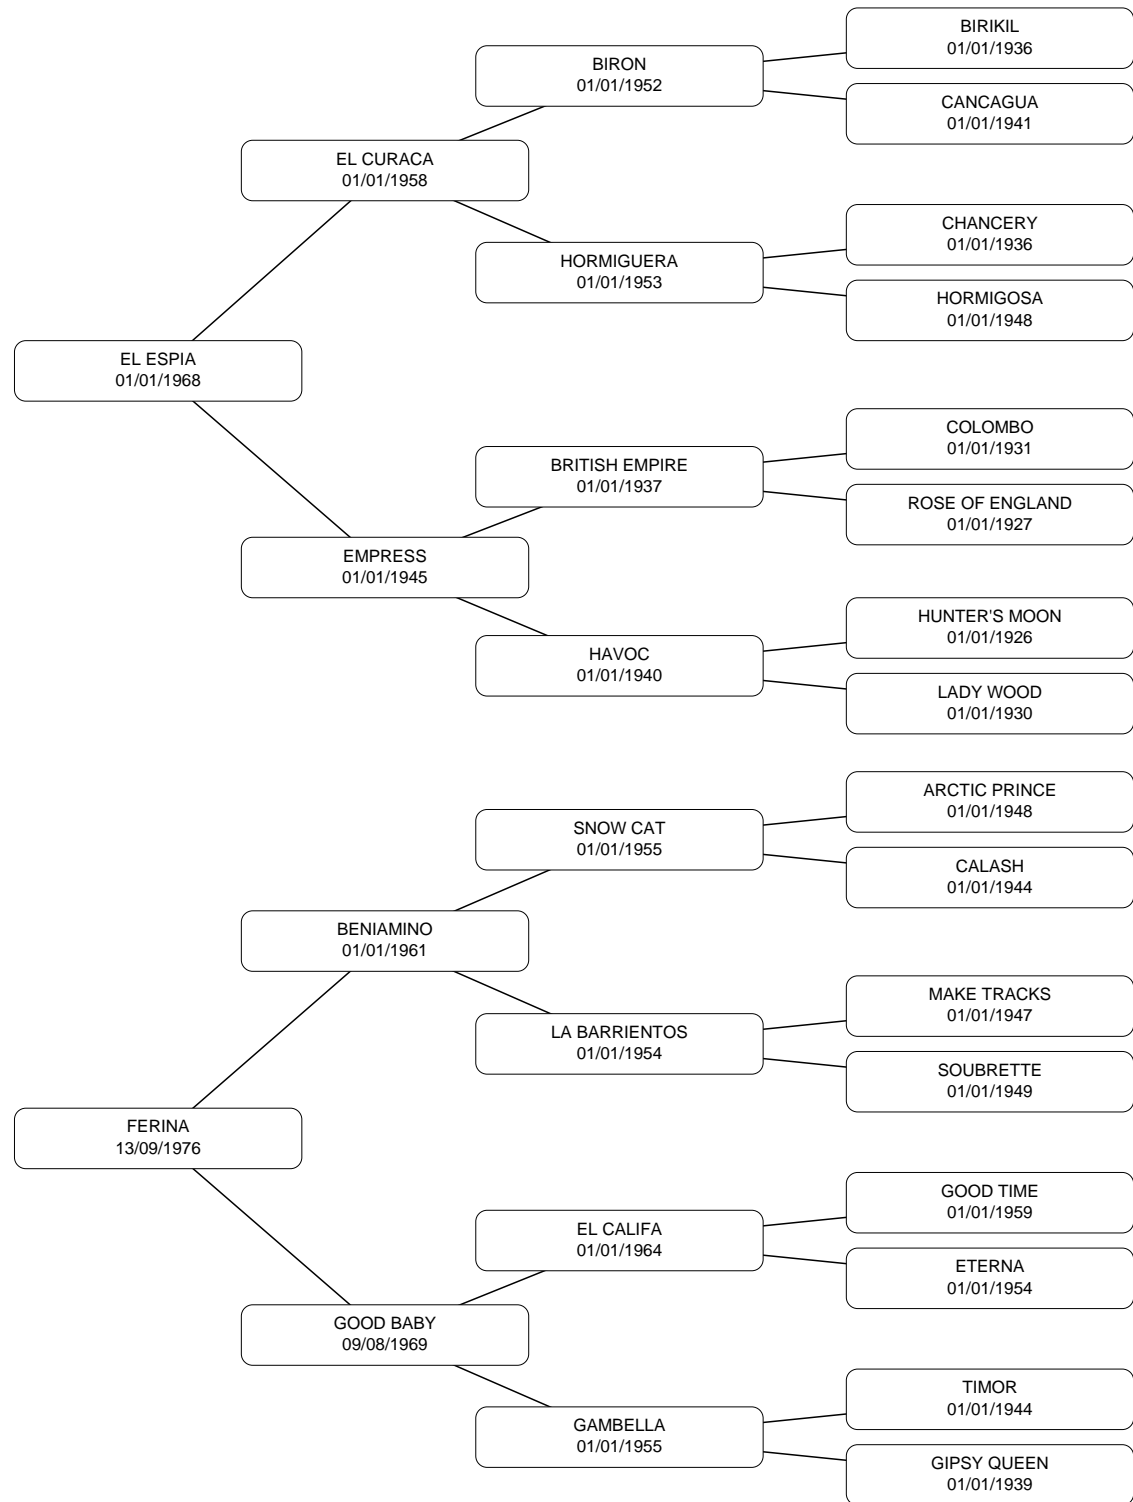 BIRIKIL
01/01/1936
BIRON
01/01/1952
CANCAGUA
01/01/1941
EL CURACA
01/01/1958
CHANCERY
01/01/1936
HORMIGUERA
01/01/1953
HORMIGOSA
01/01/1948
EL ESPIA
01/01/1968
COLOMBO
01/01/1931
BRITISH EMPIRE
01/01/1937
ROSE OF ENGLAND
01/01/1927
EMPRESS
01/01/1945
HUNTER'S MOON
01/01/1926
HAVOC
01/01/1940
LADY WOOD
01/01/1930
ARCTIC PRINCE
01/01/1948
SNOW CAT
01/01/1955
CALASH
01/01/1944
BENIAMINO
01/01/1961
MAKE TRACKS
01/01/1947
LA BARRIENTOS
01/01/1954
SOUBRETTE
01/01/1949
FERINA
13/09/1976
GOOD TIME
01/01/1959
EL CALIFA
01/01/1964
ETERNA
01/01/1954
GOOD BABY
09/08/1969
TIMOR
01/01/1944
GAMBELLA
01/01/1955
GIPSY QUEEN
01/01/1939